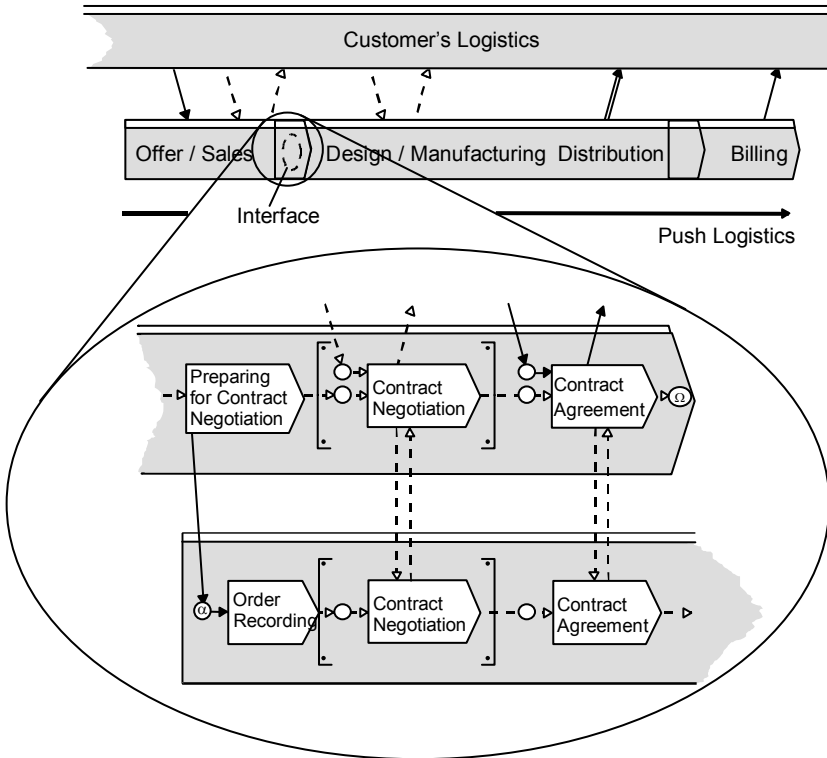 Customer’s Logistics
Offer / Sales Design / Manufacturing Distribution Billing
Interface
Push Logistics
Preparing
for Contract
Negotiation
Contract
Negotiation
Contract
Agreement
Ω
α
Order
Recording
Contract
Negotiation
Contract
Agreement